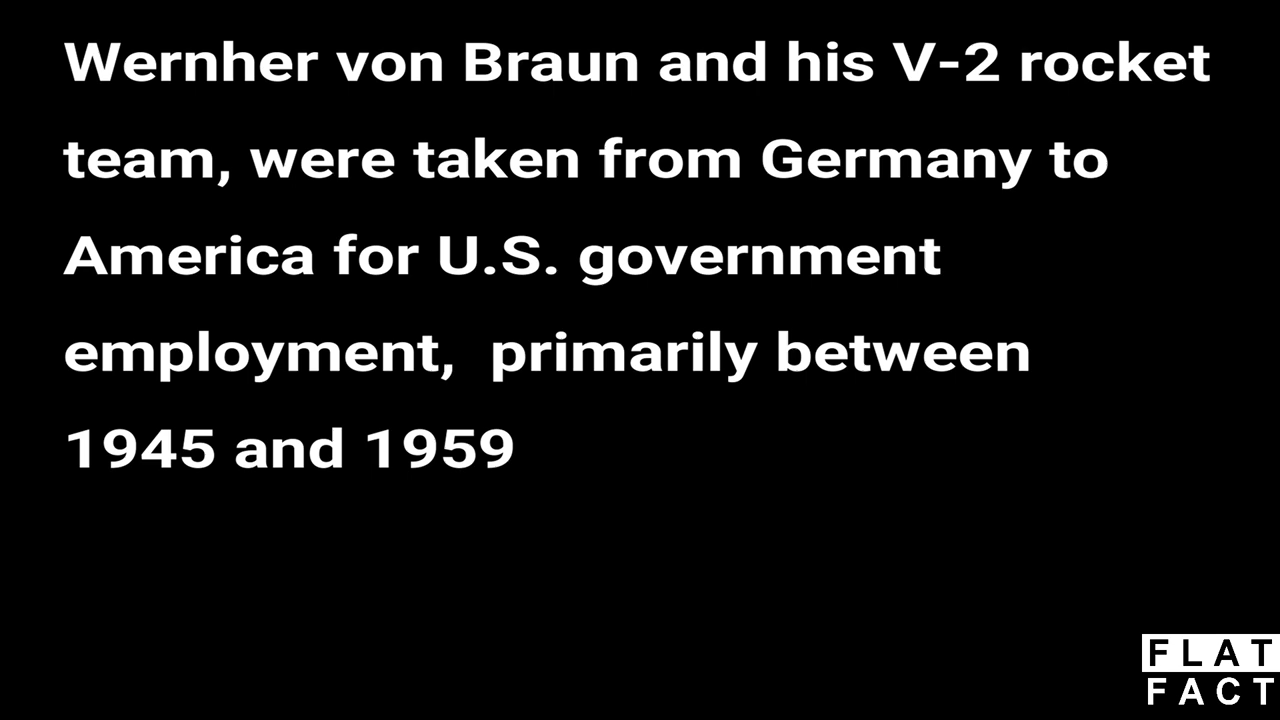 Wernher von Braun and his V-2 rocket
team, were taken from Germany to
America for U.S. government
employment,  primarily between
1945 and 1959
FLAT
FACT